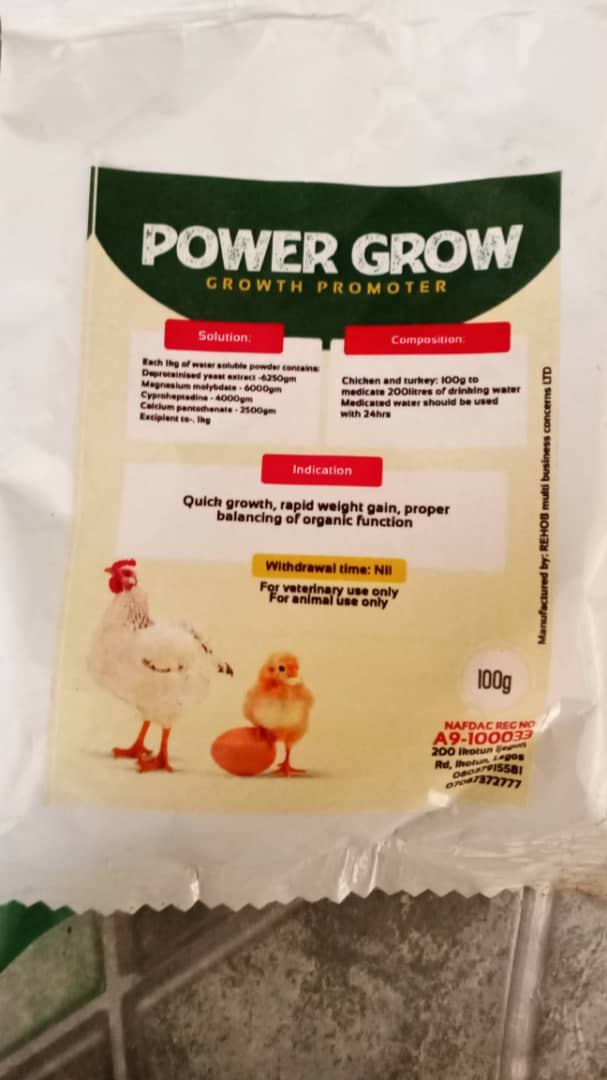 POWER GROW
GROWTH PROMOTER
Solution:
Each 1kg of water soluble powder contains:
Deproteinised yeast extract -6250gm
Magnesium molybdate - 6000gm
Cyproheptadine - 4000gm
Calcium pantothenate - 2500gm
Excipient to-. 1kg
Composition:
Chicken and turkey: 100g to
medicate 200litres of drinking water
Medicated water should be used
with 24hrs
Indication
Quick growth, rapid weight gain, proper
balancing of organic function
Withdrawal time: Nil
For veterinary use only
For animal use only
Manufactured by: REHOB multi business concerns LTD
100g
NAFDAC REG NO
A9-100033
200 Ikotun Ijegun
Rd, Ikotun, Lagos